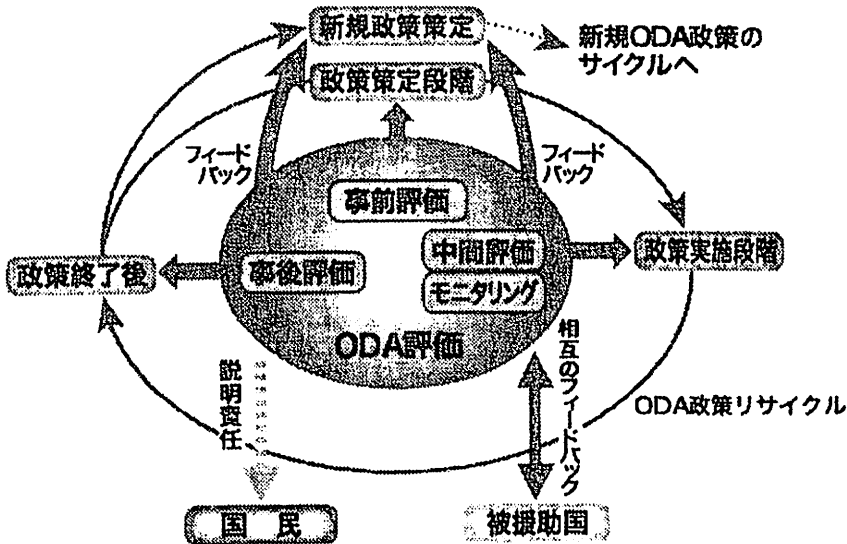 新規政策策定
新規ODA政策の
サイクルへ
政策策定段階
フィード
バック
フィード
バック
事前評価
中間評価
モニタリング
政策実施段階
政策終了後
事後評価
ODA評価
説明責任
相互のフィードバック
ODA政策リサイクル
国 民
被援助国